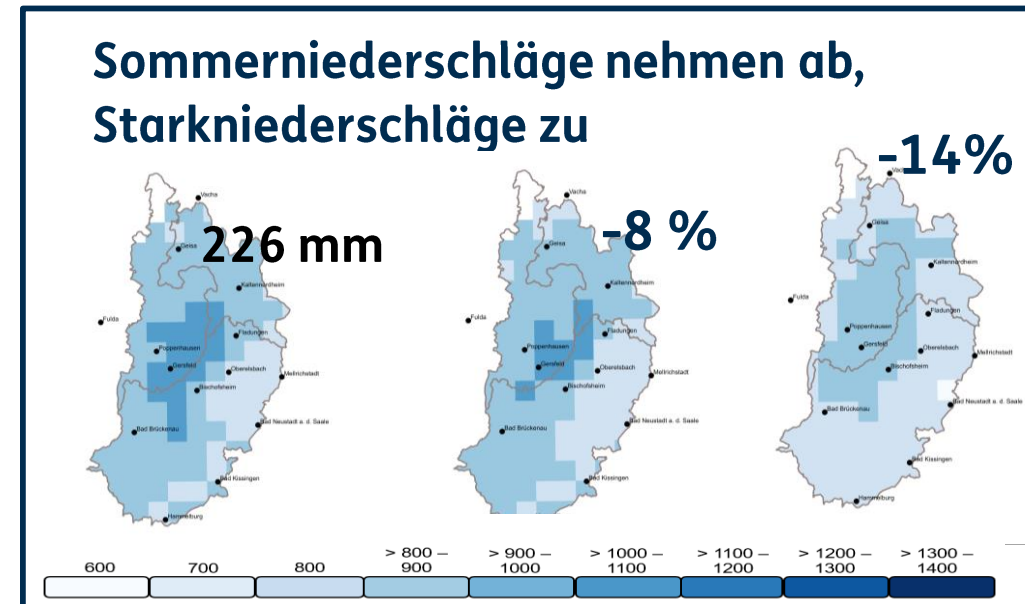 Sommerniederschläge nehmen ab,
Starkniederschläge zu
226 mm
-8 %
-14%
Vacha
Geisa
Kaltennordheim
Fulda
Fladungen
Poppenhausen
Gersfeld
Oberelsbach
Mellrichstadt
Bischofsheim
Bad Neustadt a. d. Saale
Bad Brückenau
Bad Kissingen
Hammelburg
Vacha
Geisa
Kaltennordheim
Fulda
Fladungen
Poppenhausen
Gersfeld
Oberelsbach
Mellrichstadt
Bischofsheim
Bad Neustadt a. d. Saale
Bad Brückenau
Bad Kissingen
Geisa
Kaltennordheim
Fulda
Fladungen
Poppenhausen
Gersfeld
Oberelsbach
Mellrichstadt
Bischofsheim
Bad Neustadt a. d. Saale
Bad Brückenau
Bad Kissingen
Hammelburg
600
700
800
> 800 –
900
> 900 –
1000
> 1000 –
1100
> 1100 –
1200
> 1200 –
1300
> 1300 –
1400